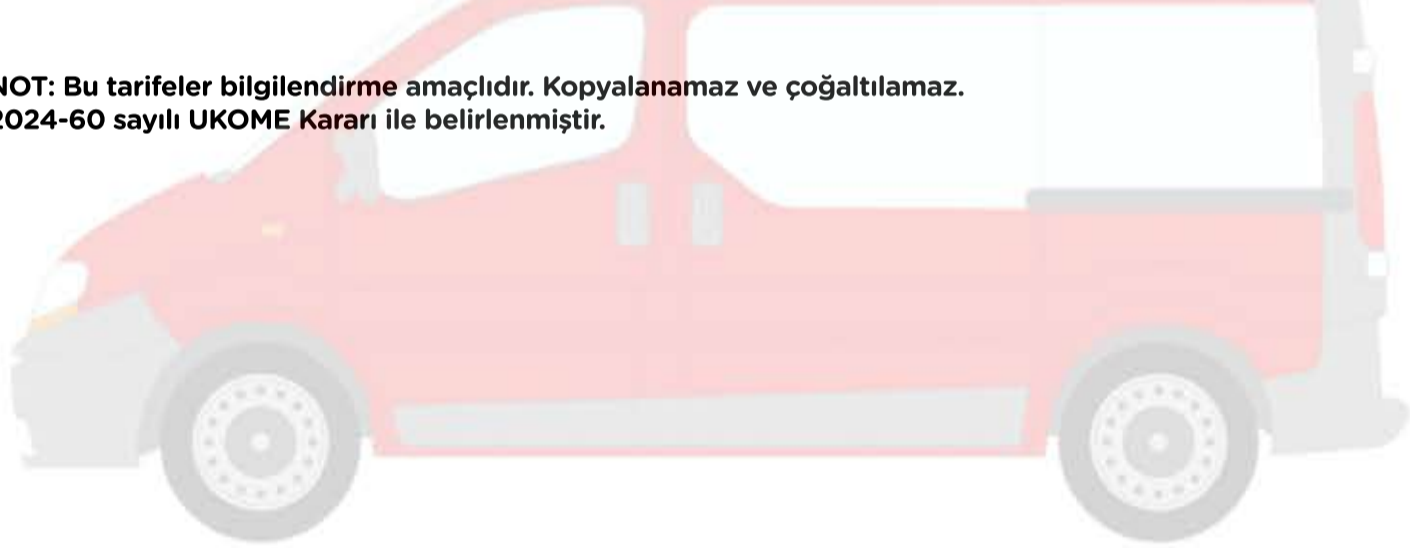 NOT: Bu tarifeler bilgilendirme amaçlıdır. Kopyalanamaz ve çoğaltılamaz.
2024-60 sayılı UKOME Kararı ile belirlenmiştir.